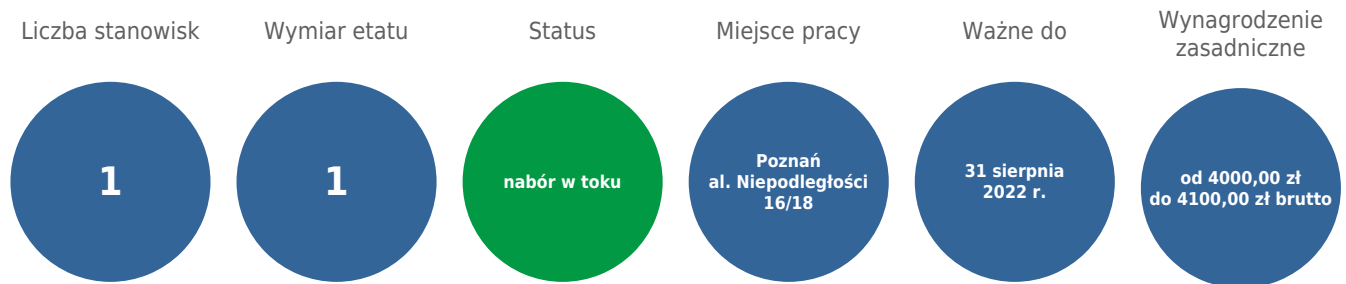 Liczba stanowisk
1
Wymiar etatu
1
Status
nabór w toku
Miejsce pracy
Poznań
al. Niepodległości
16/18
Ważne do
31 sierpnia
2022 r.
Wynagrodzenie
zasadniczne
od 4000,00 zł
do 4100,00 zł brutto